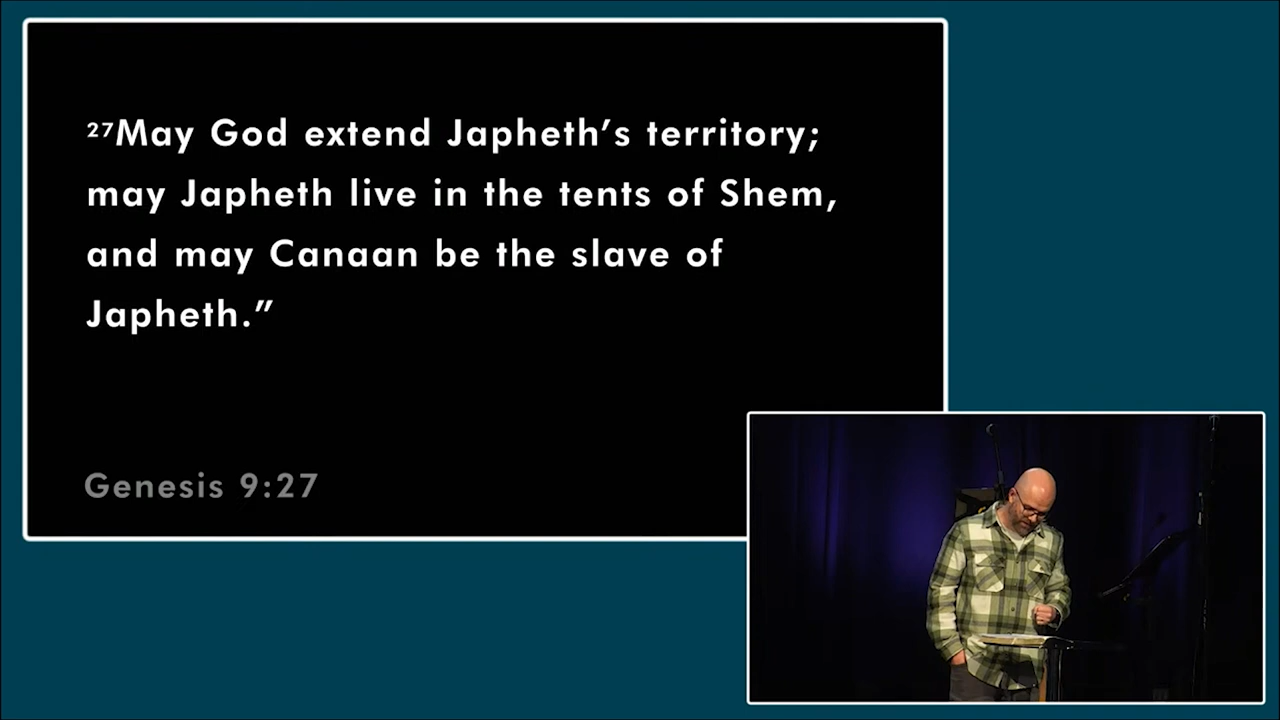 ²⁷May God extend Japheth’s territory;
may Japheth live in the tents of Shem,
and may Canaan be the slave of
Japheth.”
Genesis 9:27